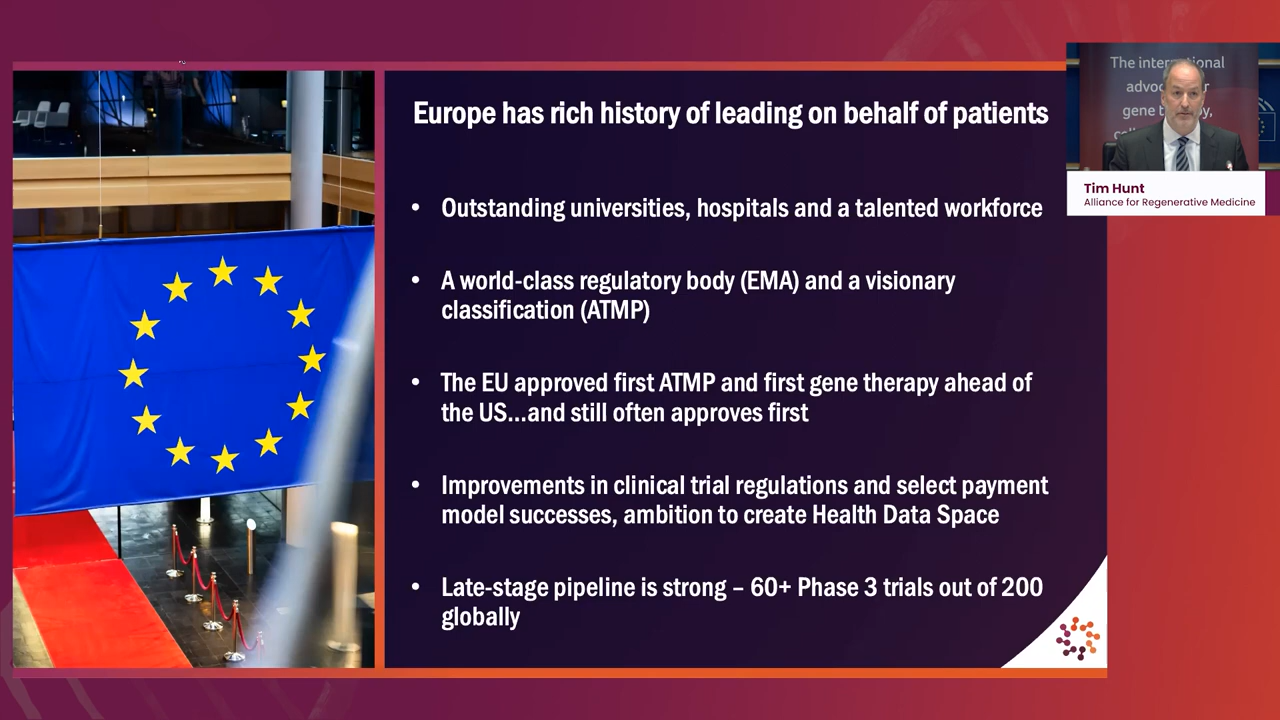 Europe has rich history of leading on behalf of patients
• Outstanding universities, hospitals and a talented workforce
• A world-class regulatory body (EMA) and a visionary
classification (ATMP)
• The EU approved first ATMP and first gene therapy ahead of
the US...and still often approves first
• Improvements in clinical trial regulations and select payment
model successes, ambition to create Health Data Space
• Late-stage pipeline is strong – 60+ Phase 3 trials out of 200
globally
The
gene
Tim Hunt
Alliance for Regenerative Medicine